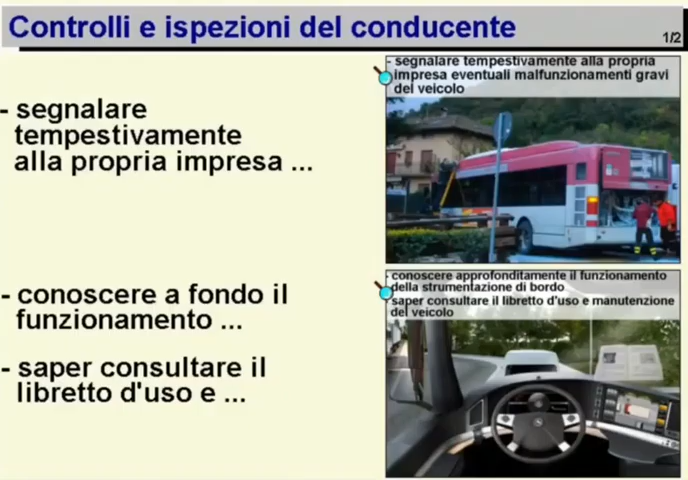 Controlli e ispezioni del conducente
1/2
- segnalare
tempestivamente
alla propria impresa ...
- segnalare tempestivamente alla propria
impresa eventuali malfunzionamenti gravi
del veicolo
- conoscere a fondo il
funzionamento ...
- saper consultare il
libretto d'uso e ...
- conoscere approfonditamente il funzionamento
della strumentazione di bordo
- saper consultare il libretto d'uso e manutenzione
del veicolo